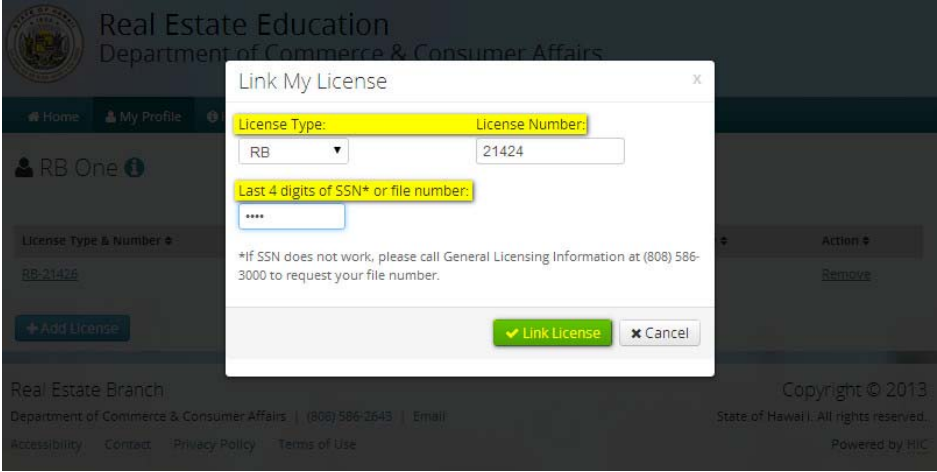 Real Estate Education
Department of Commerce & Consumer Affairs
Home My Profile
RB One
License Type & Number Action
RB-21426 Remove
Add License
Link My License x
License Type: License Number:
RB 21424
Last 4 digits of SSN* or file number:
••••
*If SSN does not work, please call General Licensing Information at (808) 586-
3000 to request your file number.
Link License Cancel
Real Estate Branch Copyright © 2013
Department of Commerce & Consumer Affairs | (808) 586-2643 | Email State of Hawai'i. All rights reserved.
Accessibility Contact Privacy Policy Terms of Use Powered by HIC